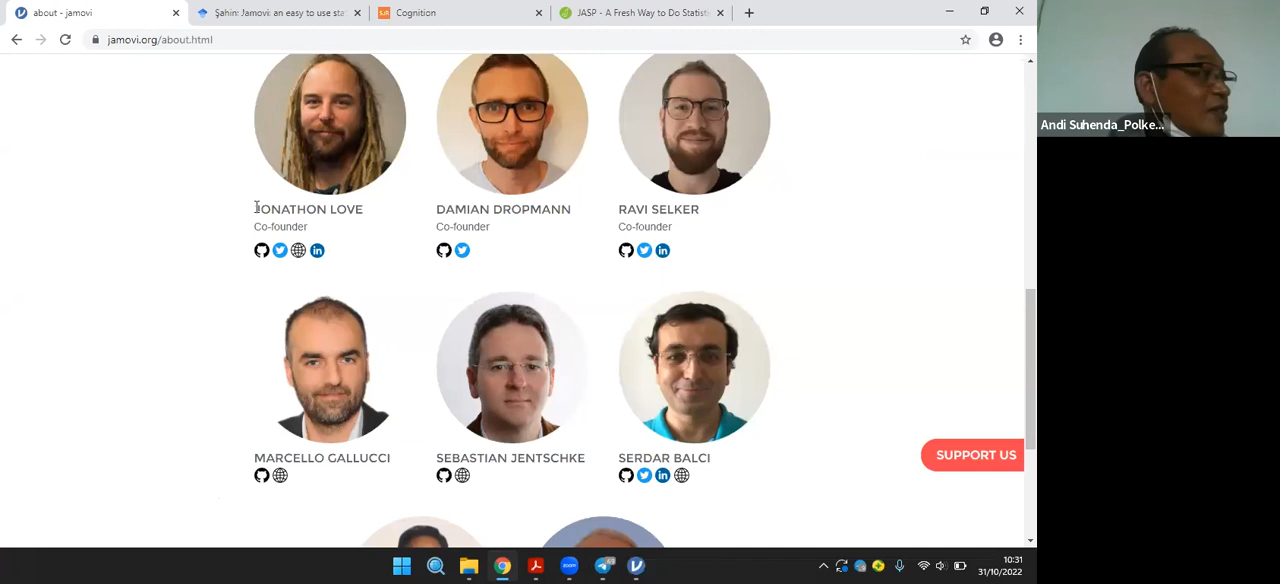 about - jamovi
Şahin: Jamovi: an easy to use sta
Cognition
JASP - A Fresh Way to Do Statist
jamovi.org/about.html
Andi Suhenda_Polke...
JONATHON LOVE
DAMIAN DROPMANN
RAVI SELKER
Co-founder
Co-founder
Co-founder
MARCELLO GALLUCCI
SEBASTIAN JENTSCHKE
SERDAR BALCI
SUPPORT US
zoom
10:31
31/10/2022